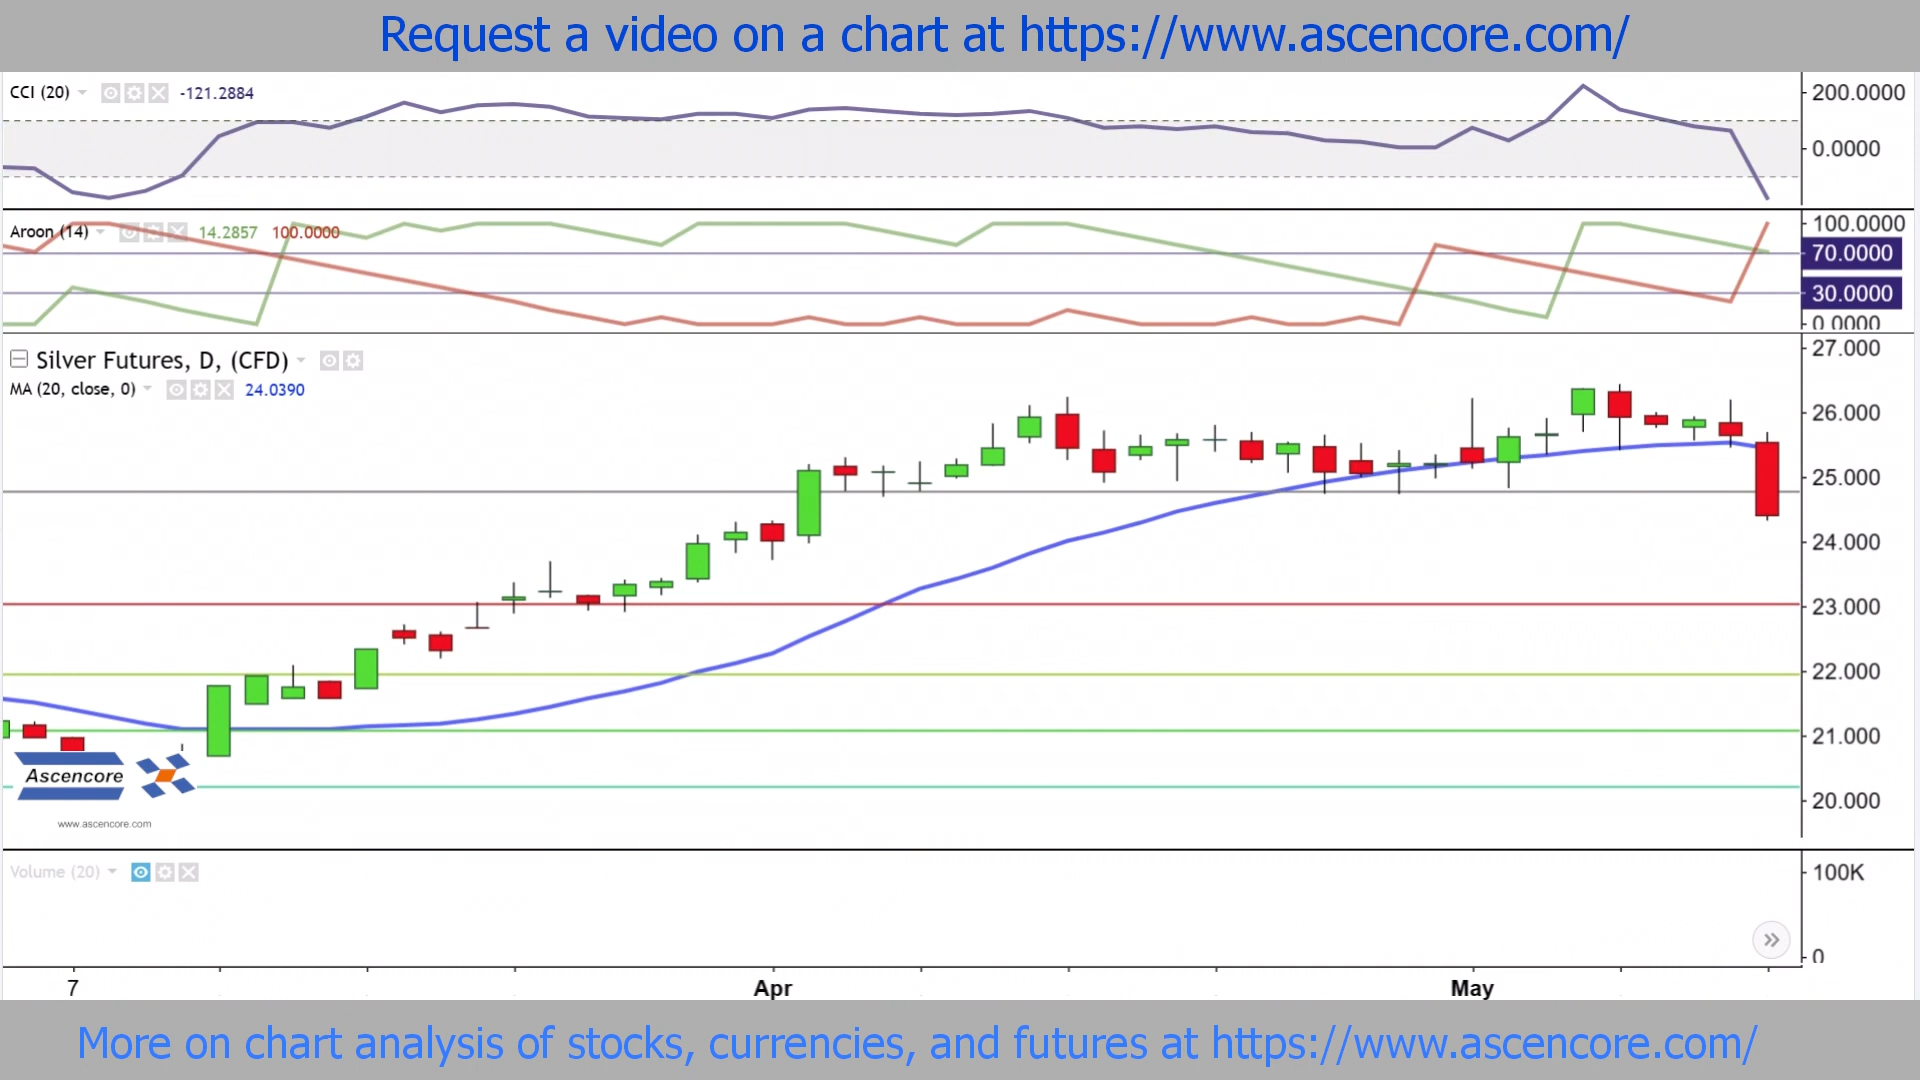 Request a video on a chart at https://www.ascencore.com/
CCI (20) -121.2884
200.0000
0.0000
Aroon (14) 14.2857 100.0000
100.0000
70.0000
30.0000
0.0000
Silver Futures, D, (CFD)
MA (20, close, 0) 24.0390
27.000
26.000
25.000
24.000
23.000
22.000
21.000
20.000
Ascencore
www.ascencore.com
Volume (20)
100K
0
7 Apr May
More on chart analysis of stocks, currencies, and futures at https://www.ascencore.com/